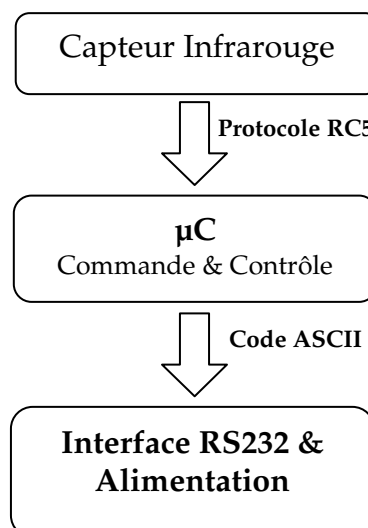 Capteur Infrarouge
Protocole RC5
µC
Commande & Contrôle
Code ASCII
Interface RS232 &
Alimentation